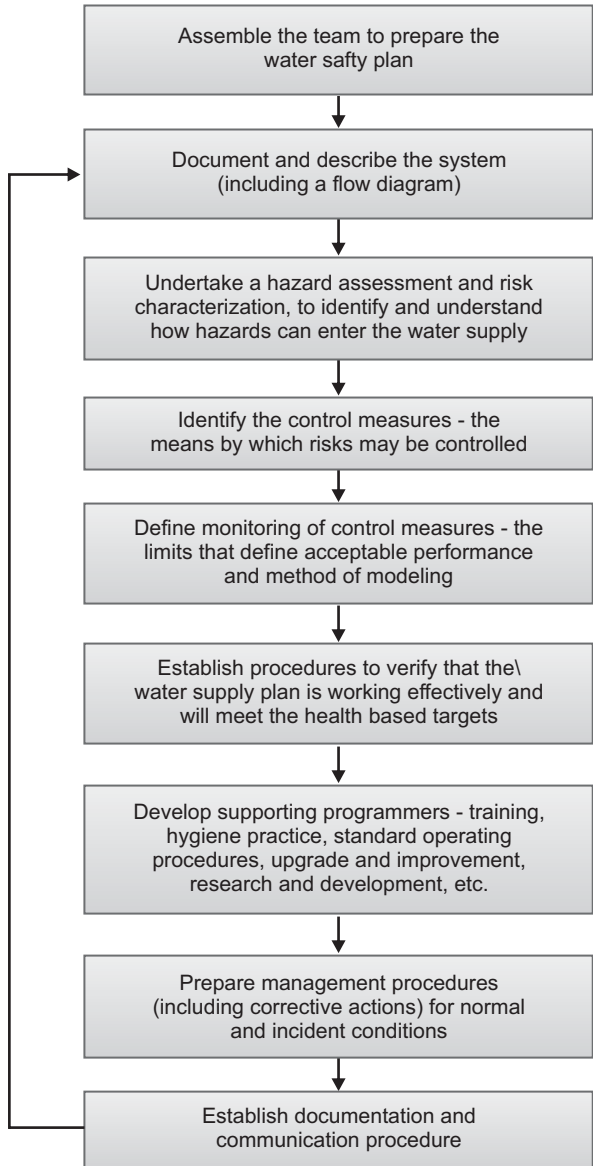 Assemble the team to prepare the
water safty plan
Document and describe the system
(including a flow diagram)
Undertake a hazard assessment and risk
characterization, to identify and understand
how hazards can enter the water supply
Identify the control measures - the
means by which risks may be controlled
Define monitoring of control measures - the
limits that define acceptable performance
and method of modeling
Establish procedures to verify that the\
water supply plan is working effectively and
will meet the health based targets
Develop supporting programmers - training,
hygiene practice, standard operating
procedures, upgrade and improvement,
research and development, etc.
Prepare management procedures
(including corrective actions) for normal
and incident conditions
Establish documentation and
communication procedure